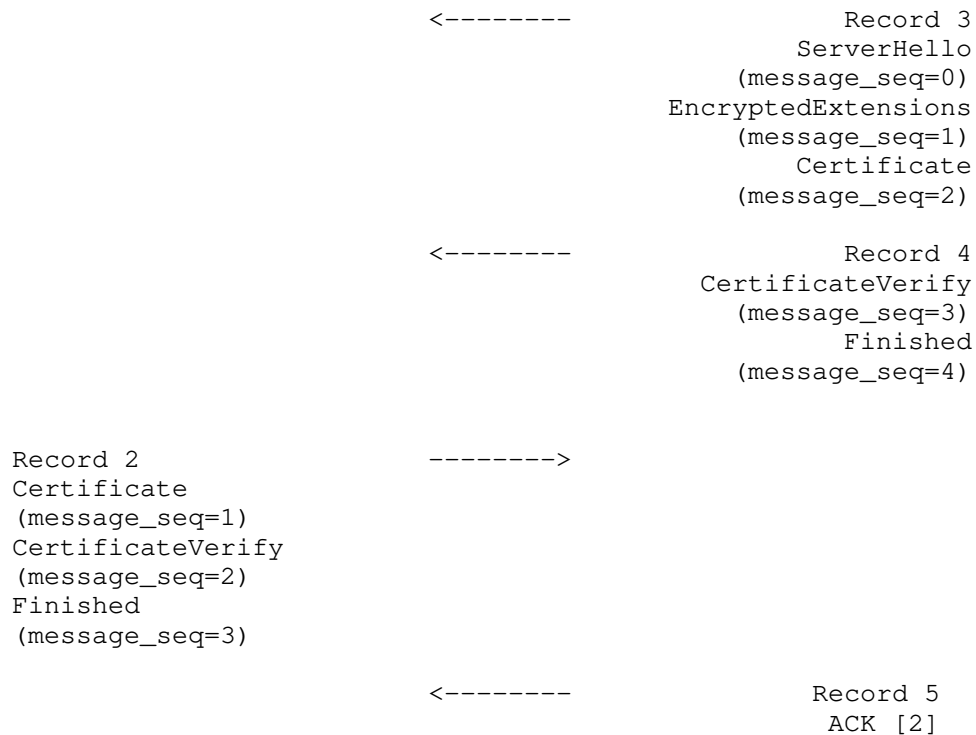 <-------- Record 3
ServerHello
(message_seq=0)
EncryptedExtensions
(message_seq=1)
Certificate
(message_seq=2)
<-------- Record 4
CertificateVerify
(message_seq=3)
Finished
(message_seq=4)
Record 2 -------->
Certificate
(message_seq=1)
CertificateVerify
(message_seq=2)
Finished
(message_seq=3)
<-------- Record 5
ACK [2]